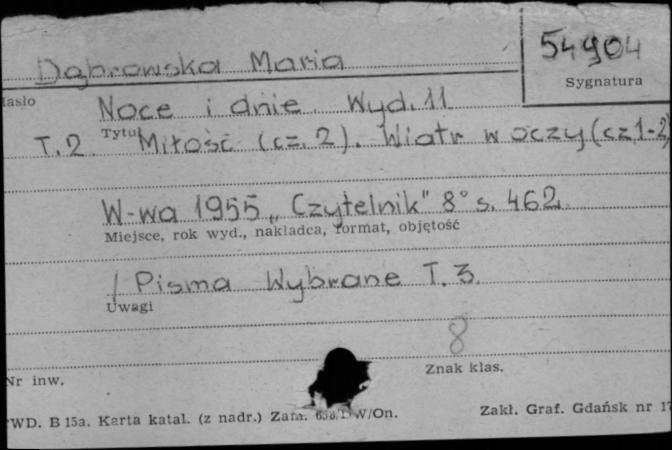 Dąbrowska Maria
54904
Sygnatura
Hasło
Noce i dnie Wyd. 11
T. 2 Tytuł Miłość (cz. 2). Wiatr w oczy (cz 1-2)
W-wa 1955 „Czytelnik" 8° s. 462
Miejsce, rok wyd., nakładca, format, objętość
/ Pisma Wybrane T. 3
Uwagi
8
Nr inw.
Znak klas.
WD. B 15a. Karta katal. (z nadr.) Zam. W/On.
Zakł. Graf. Gdańsk nr 17